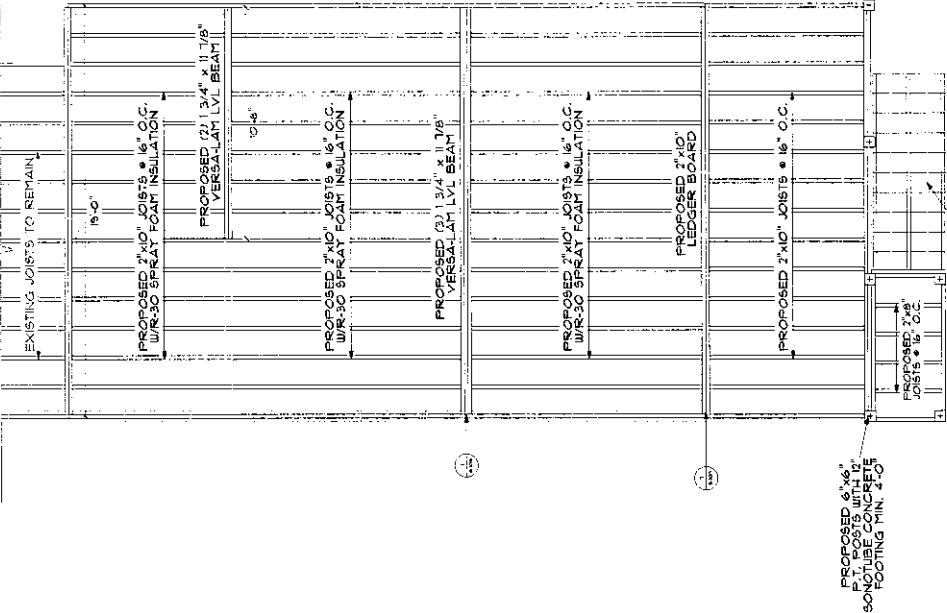 EXISTING JOISTS TO REMAIN
15'-0"
PROPOSED 2"x10" JOISTS @ 16" O.C.
W/R-30 SPRAY FOAM INSULATION
PROPOSED (2) 1 3/4" x 11 7/8"
VERSA-LAM LVL BEAM
10'-8"
PROPOSED 2"x10" JOISTS @ 16" O.C.
W/R-30 SPRAY FOAM INSULATION
PROPOSED (3) 1 3/4" x 11 7/8"
VERSA-LAM LVL BEAM
PROPOSED 2"x10" JOISTS @ 16" O.C.
W/R-30 SPRAY FOAM INSULATION
PROPOSED 2"x10"
LEDGER BOARD
PROPOSED 2"x10" JOISTS @ 16" O.C.
PROPOSED 2"x8"
JOISTS @ 16" O.C.
PROPOSED 6"x6"
P.T. POSTS WITH 12"
SONOTUBE CONCRETE
FOOTING MIN. 4'-0"